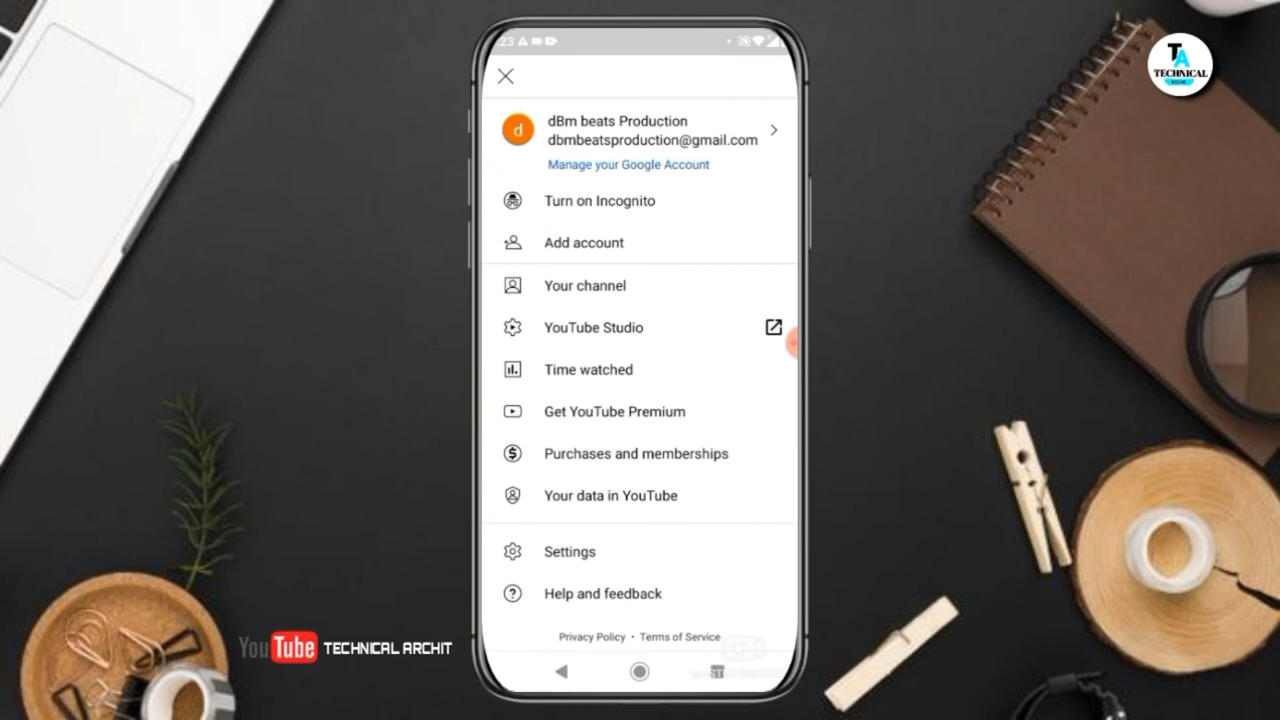 :23
TA
TECHNICAL
d
dBm beats Production
dbmbeatsproduction@gmail.com
Manage your Google Account
Turn on Incognito
Add account
Your channel
YouTube Studio
Time watched
Get YouTube Premium
Purchases and memberships
Your data in YouTube
Settings
Help and feedback
Privacy Policy • Terms of Service
YouTube TECHNICAL ARCHIT